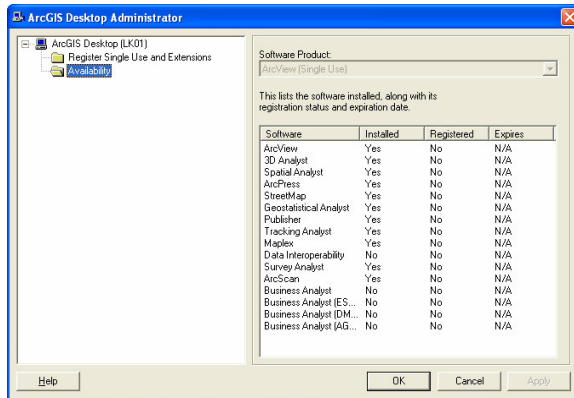 ArcGIS Desktop Administrator
ArcGIS Desktop (LK01)
Register Single Use and Extensions
Availability
Software Product:
ArcView (Single Use)
This lists the software installed, along with its
registration status and expiration date.
Software Installed Registered Expires
ArcView Yes No N/A
3D Analyst Yes No N/A
Spatial Analyst Yes No N/A
ArcPress Yes No N/A
StreetMap Yes No N/A
Geostatistical Analyst Yes No N/A
Publisher Yes No N/A
Tracking Analyst Yes No N/A
Maplex Yes No N/A
Data Interoperability No No N/A
Survey Analyst Yes No N/A
ArcScan Yes No N/A
Business Analyst No No N/A
Business Analyst (ES... No No N/A
Business Analyst (DM... No No N/A
Business Analyst (AG... No No N/A
Help OK Cancel Apply